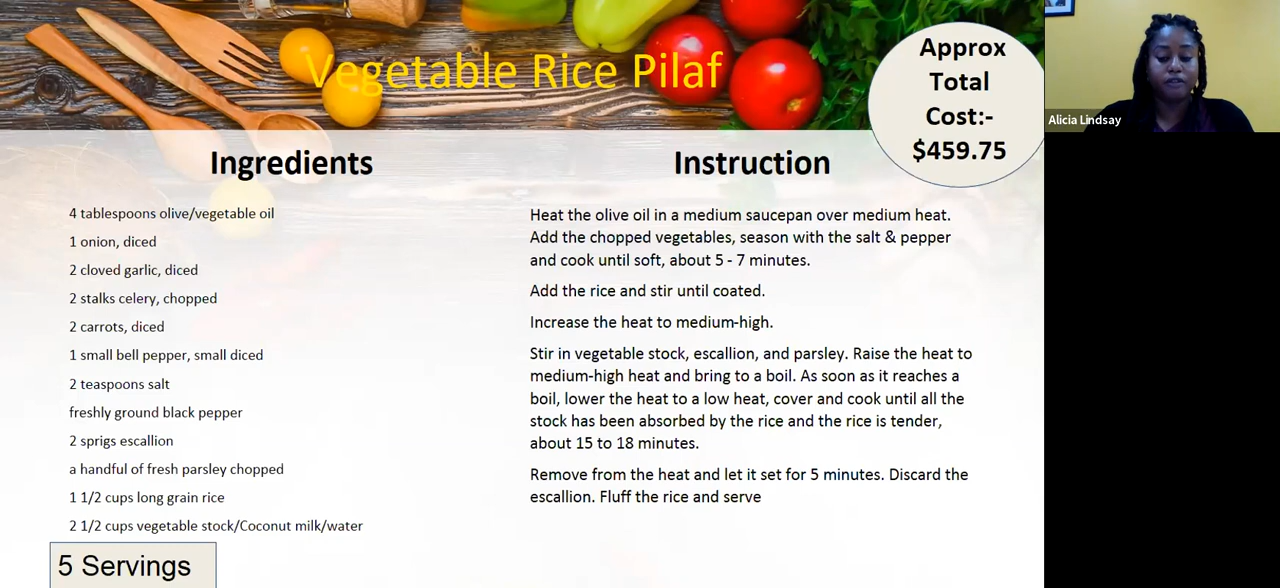 Vegetable Rice Pilaf
Approx
Total
Cost:-
$459.75
Alicia Lindsay
Ingredients
4 tablespoons olive/vegetable oil
1 onion, diced
2 cloved garlic, diced
2 stalks celery, chopped
2 carrots, diced
1 small bell pepper, small diced
2 teaspoons salt
freshly ground black pepper
2 sprigs escallion
a handful of fresh parsley chopped
1 1/2 cups long grain rice
2 1/2 cups vegetable stock/Coconut milk/water
5 Servings
Instruction
Heat the olive oil in a medium saucepan over medium heat.
Add the chopped vegetables, season with the salt & pepper
and cook until soft, about 5 - 7 minutes.
Add the rice and stir until coated.
Increase the heat to medium-high.
Stir in vegetable stock, escallion, and parsley. Raise the heat to
medium-high heat and bring to a boil. As soon as it reaches a
boil, lower the heat to a low heat, cover and cook until all the
stock has been absorbed by the rice and the rice is tender,
about 15 to 18 minutes.
Remove from the heat and let it set for 5 minutes. Discard the
escallion. Fluff the rice and serve